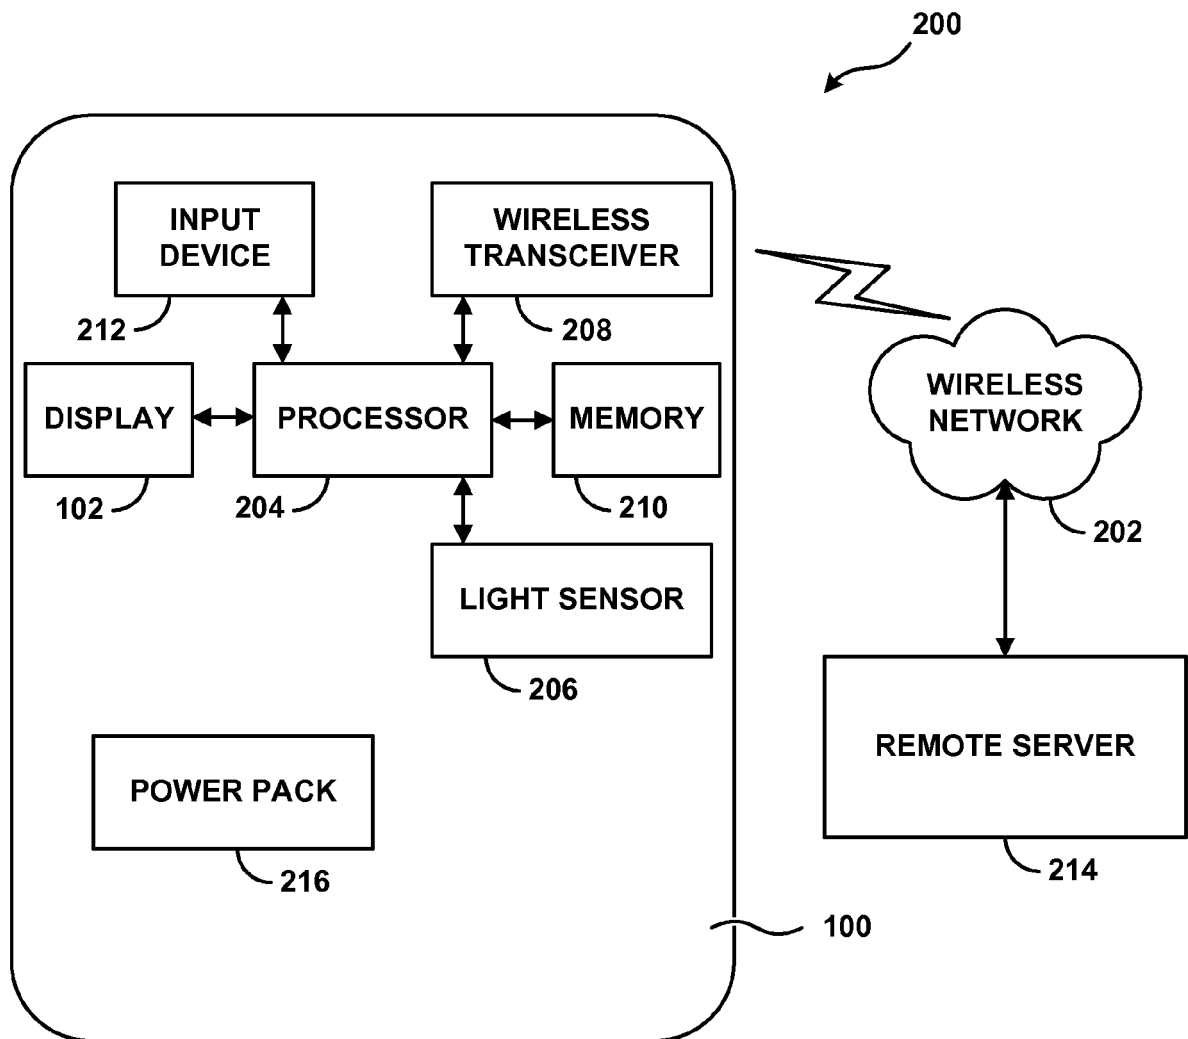 200
INPUT
DEVICE
WIRELESS
TRANSCEIVER
212
208
DISPLAY
PROCESSOR
MEMORY
WIRELESS
NETWORK
102
204
210
202
LIGHT SENSOR
206
REMOTE SERVER
POWER PACK
216
214
100